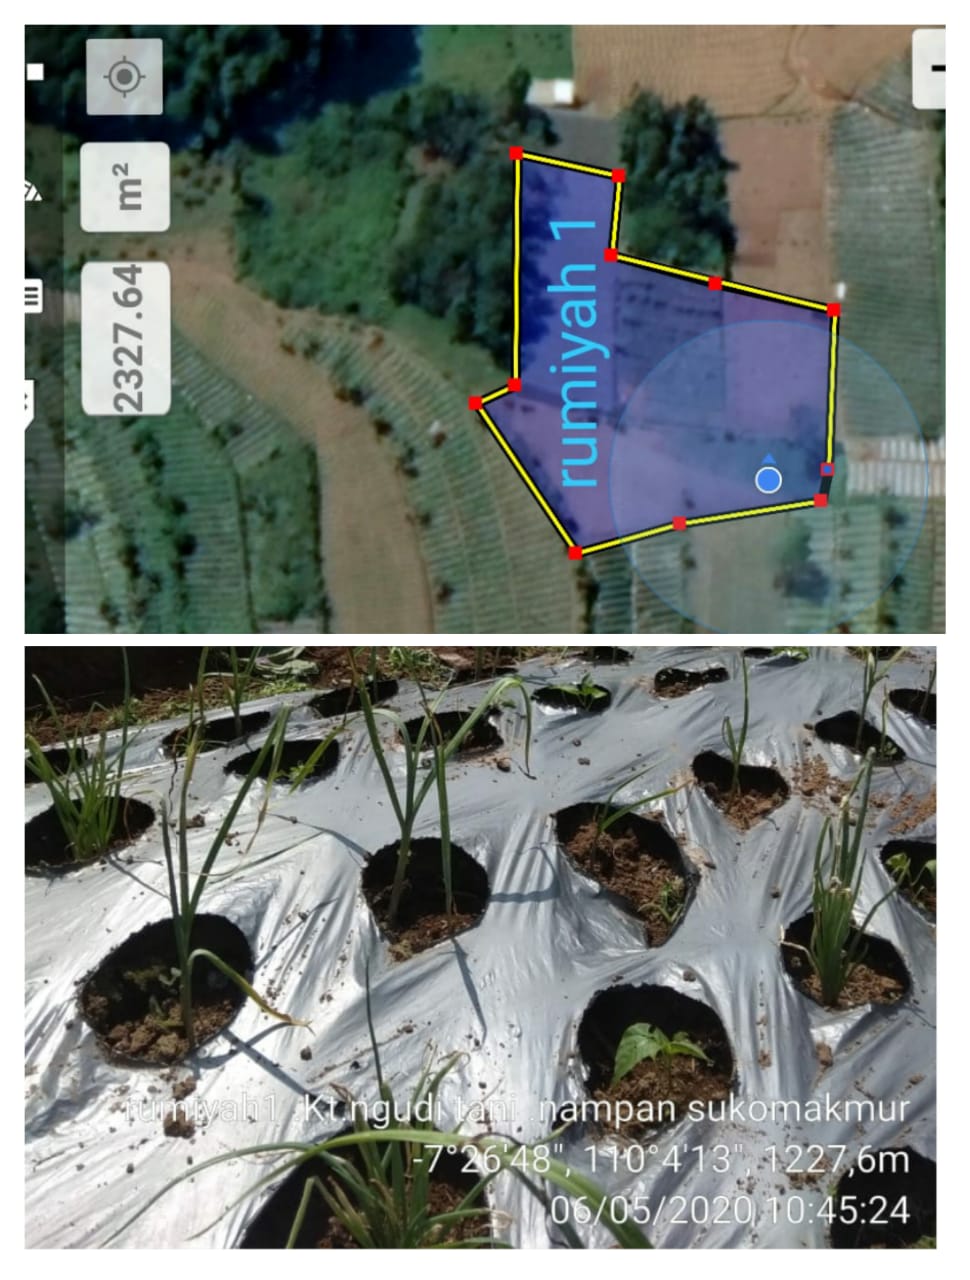 m²
2327.64
rumiyah 1
rumiyah1 .Kt.ngudi tani .nampan sukomakmur
-7°26'48", 110°4'13", 1227,6m
06/05/2020 10:45:24